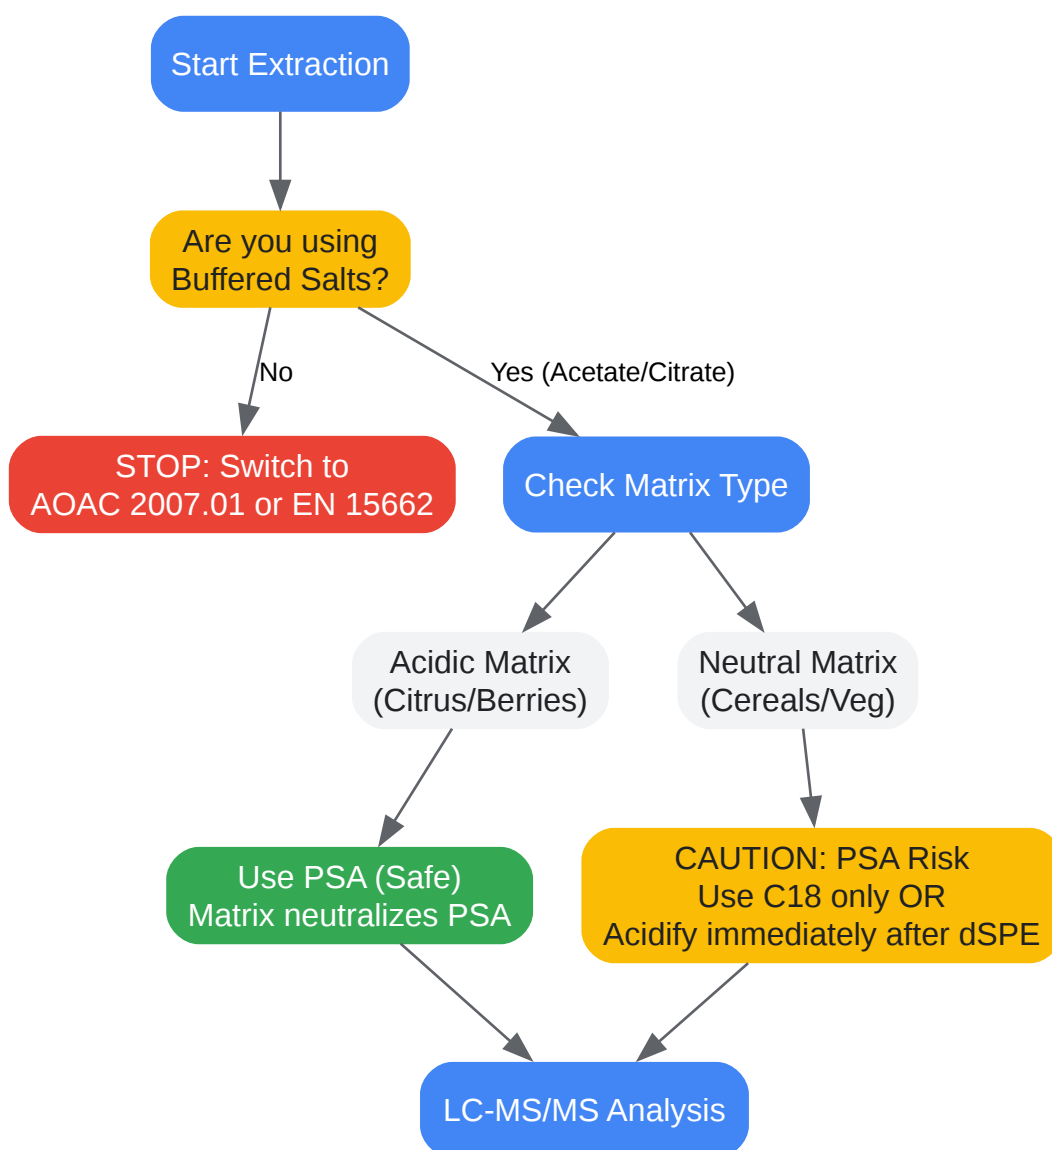 Start Extraction
Are you using
Buffered Salts?
No
Yes (Acetate/Citrate)
STOP: Switch to
AOAC 2007.01 or EN 15662
Check Matrix Type
Acidic Matrix
(Citrus/Berries)
Neutral Matrix
(Cereals/Veg)
Use PSA (Safe)
Matrix neutralizes PSA
CAUTION: PSA Risk
Use C18 only OR
Acidify immediately after dSPE
LC-MS/MS Analysis